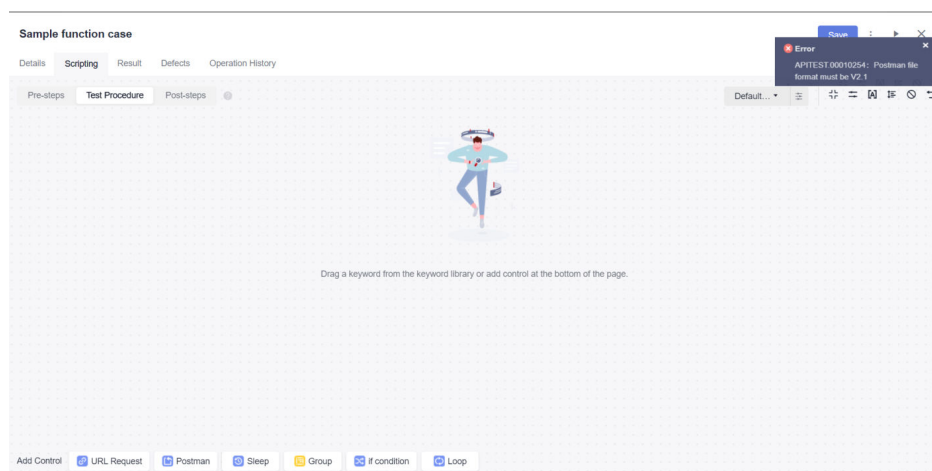 Sample function case
Save
Details Scripting Result Defects Operation History
Error
APITEST.00010254: Postman file
format must be V2.1
Pre-steps Test Procedure Post-steps
Default...
[A]
Drag a keyword from the keyword library or add control at the bottom of the page.
Add Control URL Request Postman Sleep Group if condition Loop